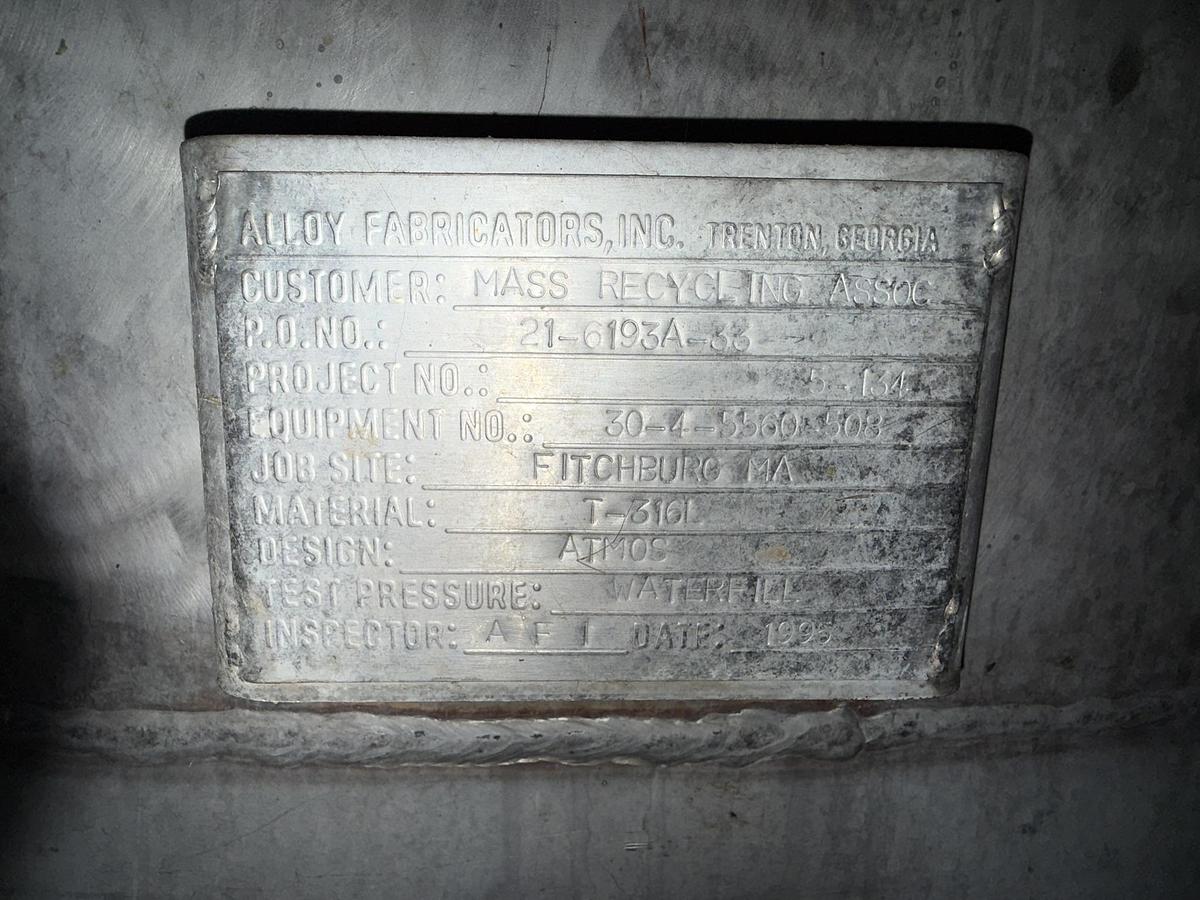 ALLOY FABRICATORS, INC. TRENTON, GEORGIA
CUSTOMER: MASS RECYCLING ASSOC
P.O. NO.: 21-6193A-33
PROJECT NO.: 5-134
EQUIPMENT NO.: 30-4-5560-508
JOB SITE: FITCHBURG MA
MATERIAL: T-316L
DESIGN: ATMOS
TEST PRESSURE: WATERFILL
INSPECTOR: A F I DATE: 1995